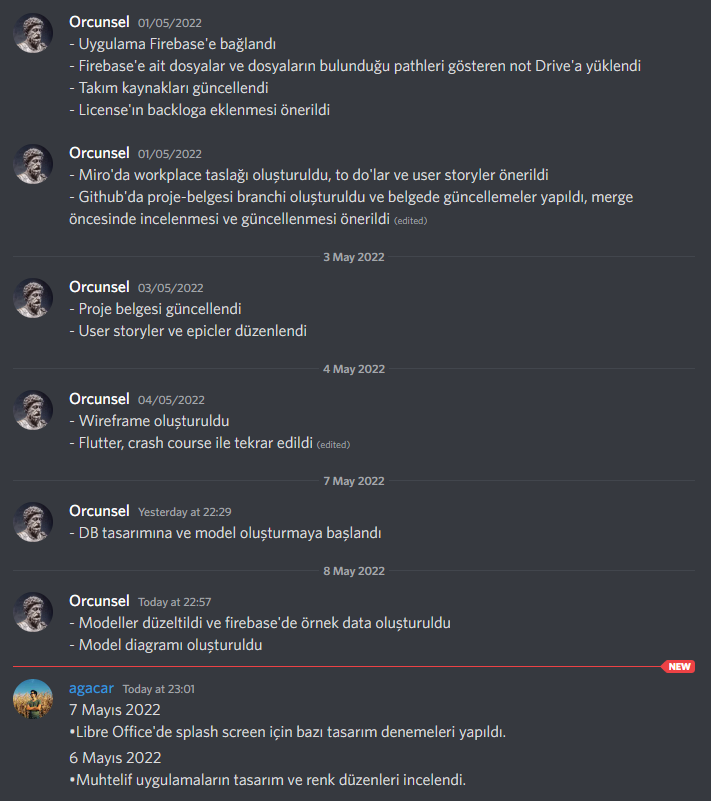 Orcunsel 01/05/2022
- Uygulama Firebase'e bağlandı
- Firebase'e ait dosyalar ve dosyaların bulunduğu pathleri gösteren not Drive'a yüklendi
- Takım kaynakları güncellendi
- License'ın backloga eklenmesi önerildi
Orcunsel 01/05/2022
- Miro'da workplace taslağı oluşturuldu, to do'lar ve user storyler önerildi
- Github'da proje-belgesi branchi oluşturuldu ve belgede güncellemeler yapıldı, merge
öncesinde incelenmesi ve güncellenmesi önerildi (edited)
3 May 2022
Orcunsel 03/05/2022
- Proje belgesi güncellendi
- User storyler ve epicler düzenlendi
4 May 2022
Orcunsel 04/05/2022
- Wireframe oluşturuldu
- Flutter, crash course ile tekrar edildi (edited)
7 May 2022
Orcunsel Yesterday at 22:29
- DB tasarımına ve model oluşturmaya başlandı
8 May 2022
Orcunsel Today at 22:57
- Modeller düzeltildi ve firebase'de örnek data oluşturuldu
- Model diagramı oluşturuldu
NEW
agacar Today at 23:01
7 Mayıs 2022
•Libre Office'de splash screen için bazı tasarım denemeleri yapıldı.
6 Mayıs 2022
•Muhtelif uygulamaların tasarım ve renk düzenleri incelendi.